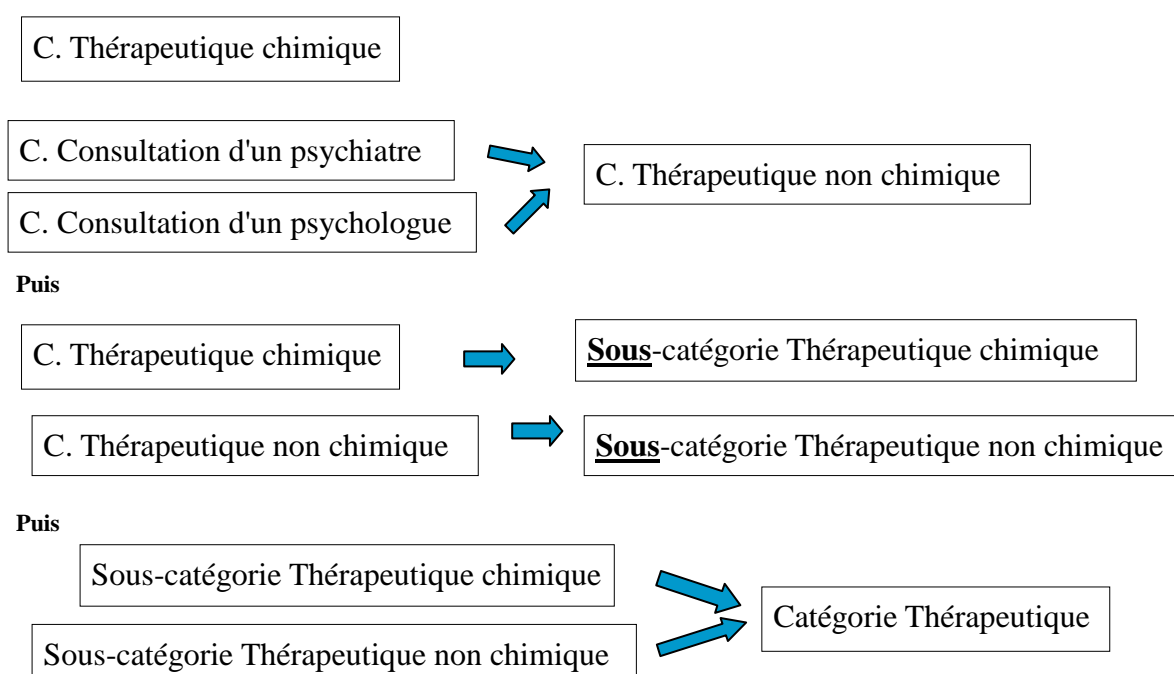 C. Thérapeutique chimique
C. Consultation d'un psychiatre
C. Thérapeutique non chimique
C. Consultation d'un psychologue
Puis
C. Thérapeutique chimique
Sous-catégorie Thérapeutique chimique
C. Thérapeutique non chimique
Sous-catégorie Thérapeutique non chimique
Puis
Sous-catégorie Thérapeutique chimique
Catégorie Thérapeutique
Sous-catégorie Thérapeutique non chimique